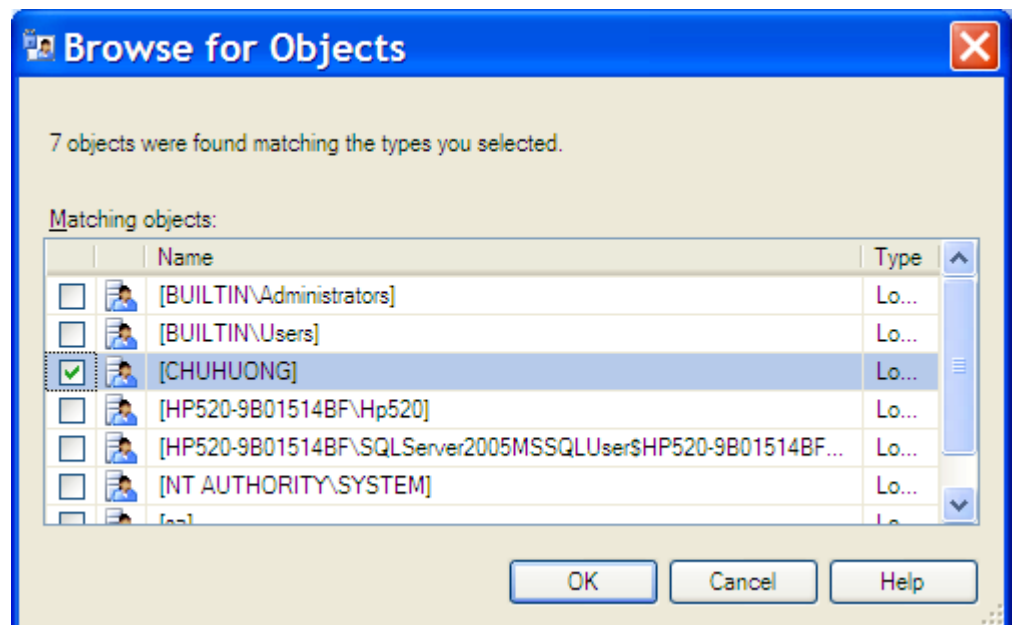 Browse for Objects
7 objects were found matching the types you selected.
Matching objects:
Name Type
[BUILTIN\Administrators] Lo...
[BUILTIN\Users] Lo...
[CHUHUONG] Lo...
[HP520-9B01514BF\Hp520] Lo...
[HP520-9B01514BF\SQLServer2005MSSQLUser$HP520-9B01514BF... Lo...
[NT AUTHORITY\SYSTEM] Lo...
OK Cancel Help